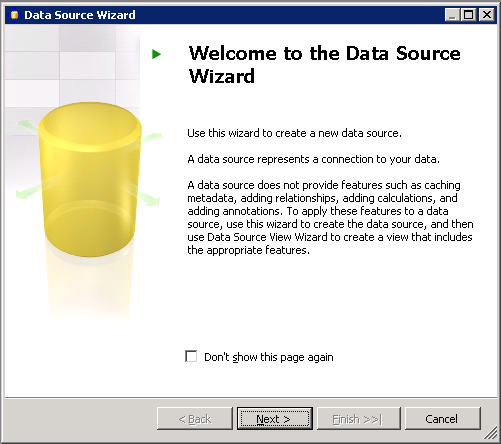 Data Source Wizard
Welcome to the Data Source
Wizard
Use this wizard to create a new data source.
A data source represents a connection to your data.
A data source does not provide features such as caching
metadata, adding relationships, adding calculations, and
adding annotations. To apply these features to a data
source, use this wizard to create the data source, and then
use Data Source View Wizard to create a view that includes
the appropriate features.
Don't show this page again
< Back
Next >
Finish >>|
Cancel